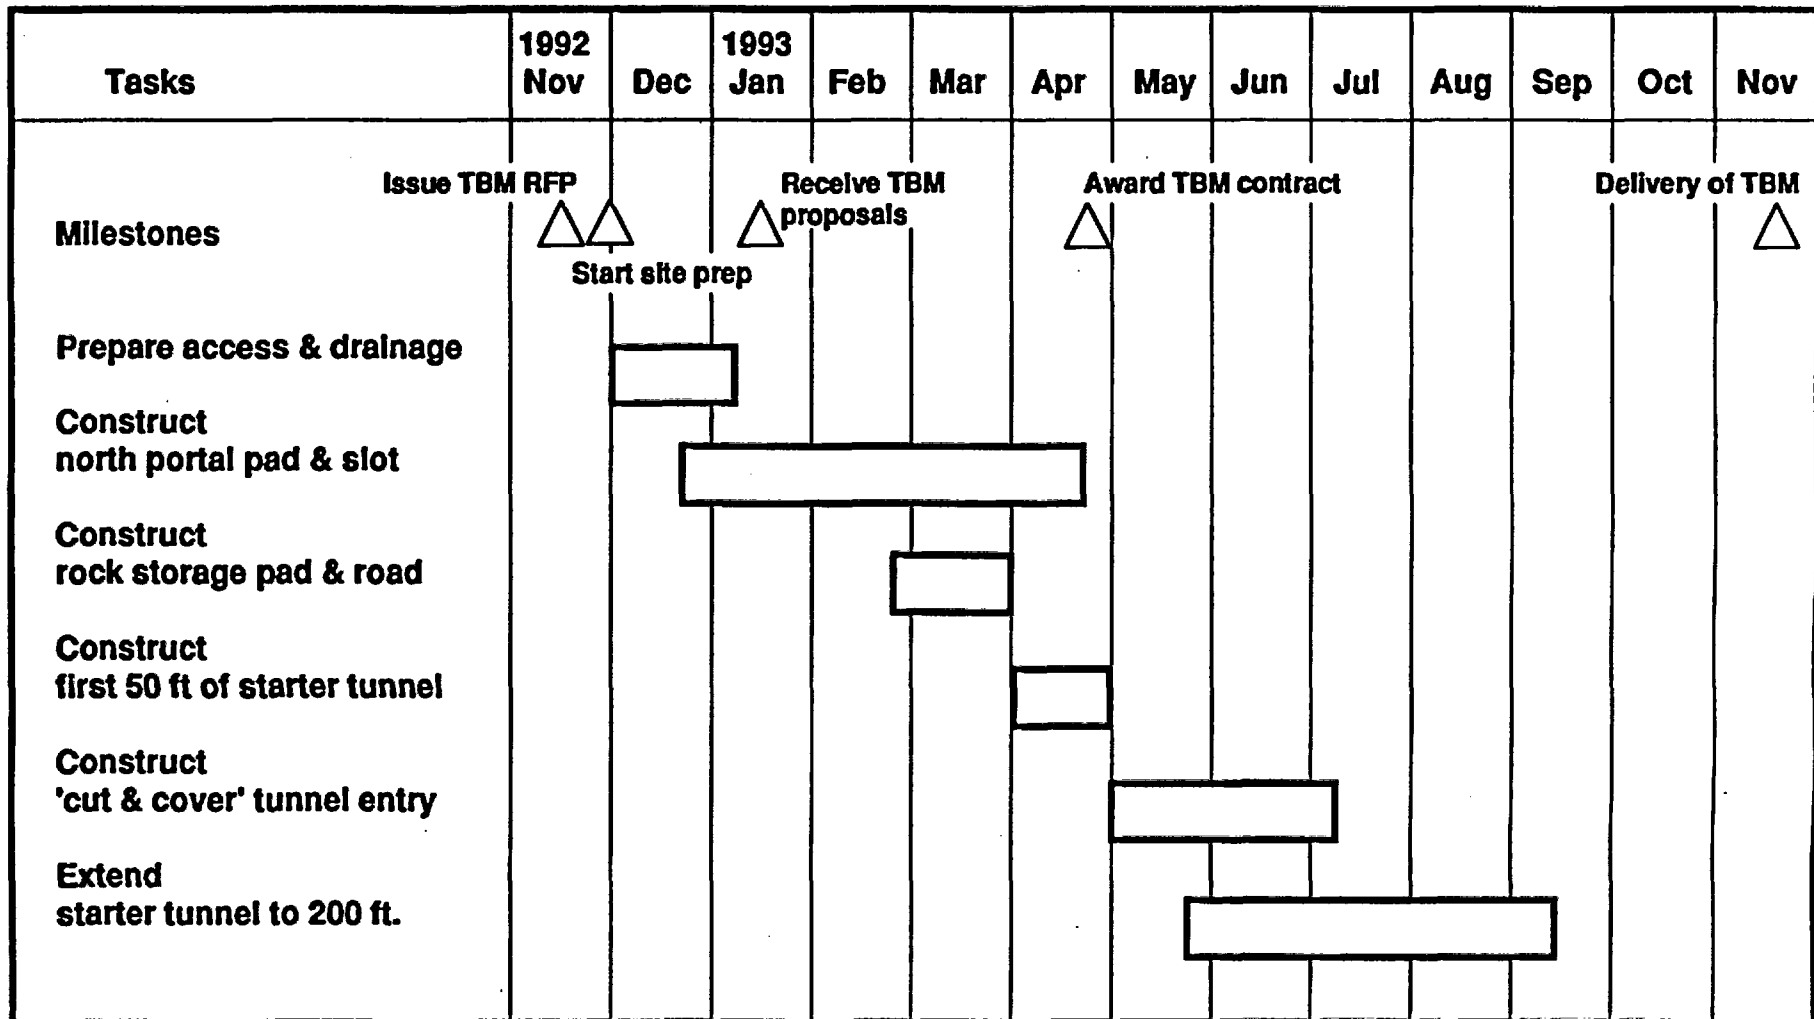 Tasks
1992
Nov
Dec
1993
Jan
Feb
Mar
Apr
May
Jun
Jul
Aug
Sep
Oct
Nov
Milestones
Issue TBM RFP
Start site prep
Receive TBM
proposals
Award TBM contract
Delivery of TBM
Prepare access & drainage
Construct
north portal pad & slot
Construct
rock storage pad & road
Construct
first 50 ft of starter tunnel
Construct
'cut & cover' tunnel entry
Extend
starter tunnel to 200 ft.